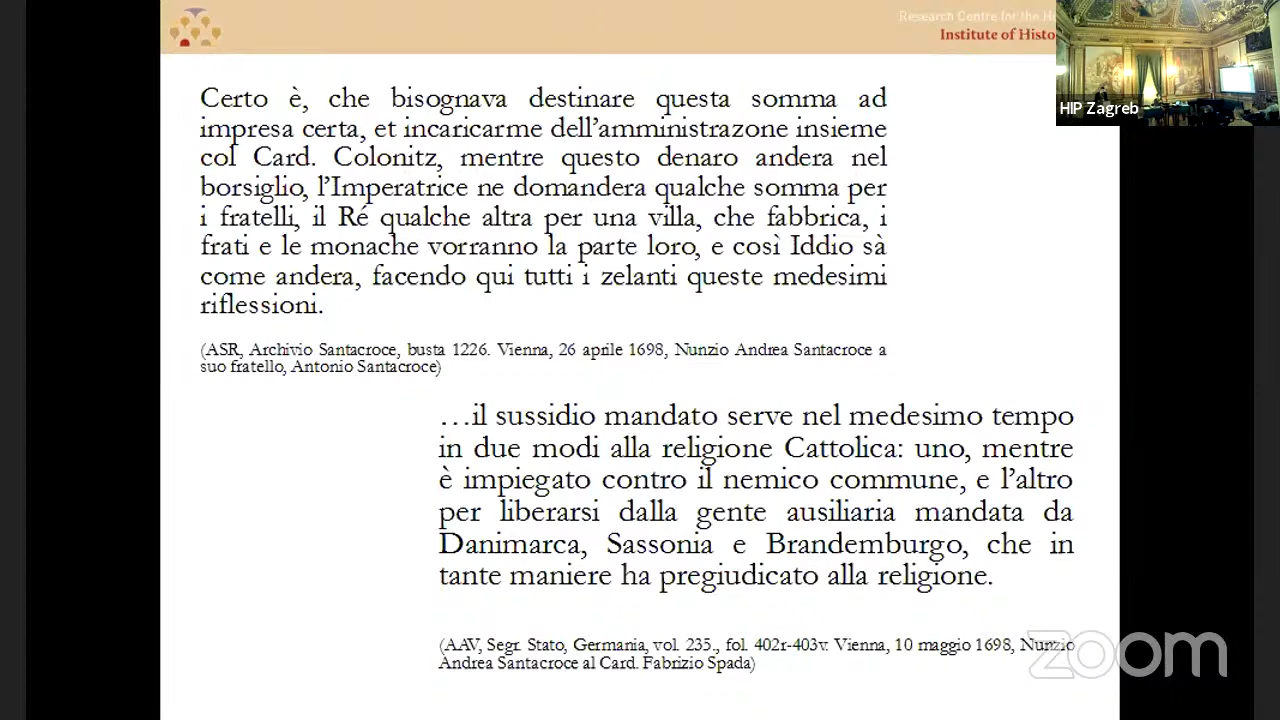 Research Centre for the
Institute of
HIP Zagreb
Certo è, che bisognava destinare questa somma ad
impresa certa, et incaricarme dell’amministrazone insieme
col Card. Colonitz, mentre questo denaro andera nel
borsiglio, l’Imperatrice ne domandera qualche somma per
i fratelli, il Ré qualche altra per una villa, che fabbrica, i
frati e le monache vorranno la parte loro, e così Iddio sà
come andera, facendo qui tutti i zelanti queste medesimi
riflessioni.
(ASR, Archivio Santacroce, busta 1226. Vienna, 26 aprile 1698, Nunzio Andrea Santacroce a
suo fratello, Antonio Santacroce)
…il sussidio mandato serve nel medesimo tempo
in due modi alla religione Cattolica: uno, mentre
è impiegato contro il nemico commune, e l’altro
per liberarsi dalla gente ausiliaria mandata da
Danimarca, Sassonia e Brandemburgo, che in
tante maniere ha pregiudicato alla religione.
(AAV, Segr. Stato, Germania, vol. 235., fol. 402r-403v. Vienna, 10 maggio 1698, Nunzio
Andrea Santacroce al Card. Fabrizio Spada)
zoom